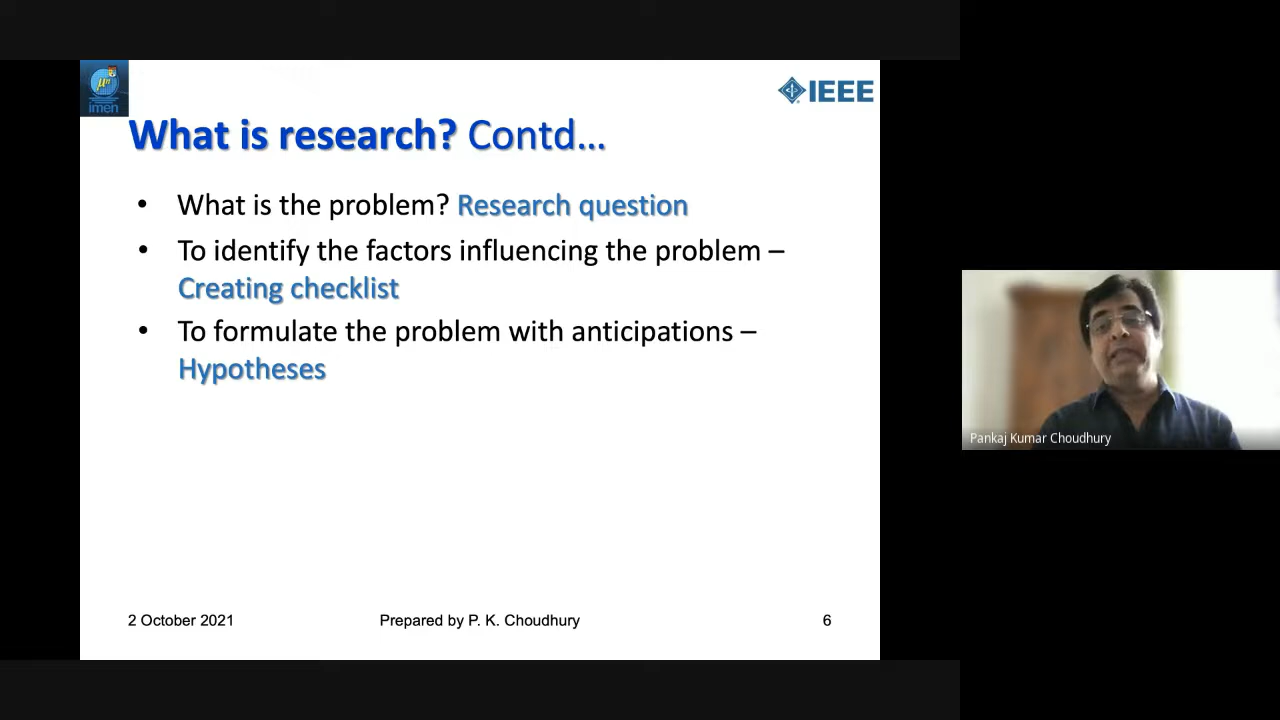 imen
IEEE
What is research? Contd...
• What is the problem? Research question
• To identify the factors influencing the problem –
Creating checklist
• To formulate the problem with anticipations –
Hypotheses
Pankaj Kumar Choudhury
2 October 2021 Prepared by P. K. Choudhury 6